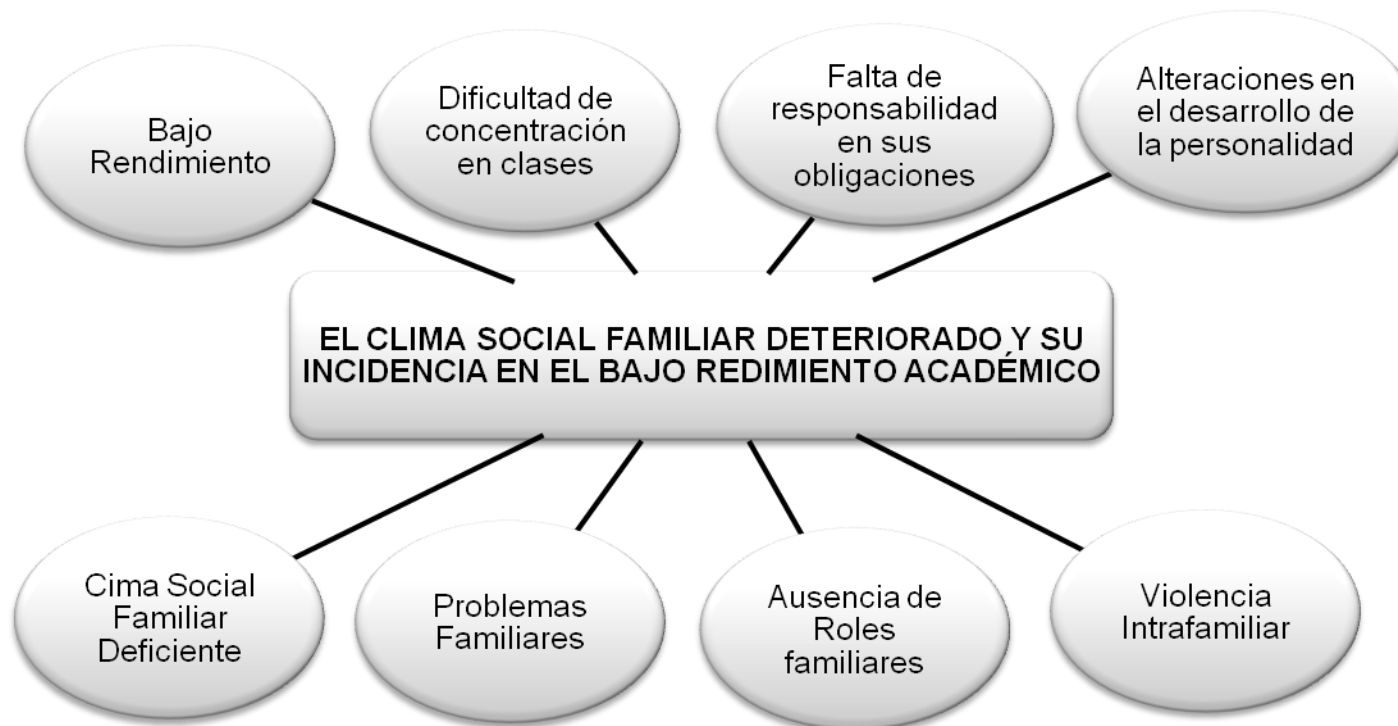 Bajo
Rendimiento
Dificultad de
concentración
en clases
Falta de
responsabilidad
en sus
obligaciones
Alteraciones en
el desarrollo de
la personalidad
EL CLIMA SOCIAL FAMILIAR DETERIORADO Y SU
INCIDENCIA EN EL BAJO REDIMIENTO ACADÉMICO
Cima Social
Familiar
Deficiente
Problemas
Familiares
Ausencia de
Roles
familiares
Violencia
Intrafamiliar